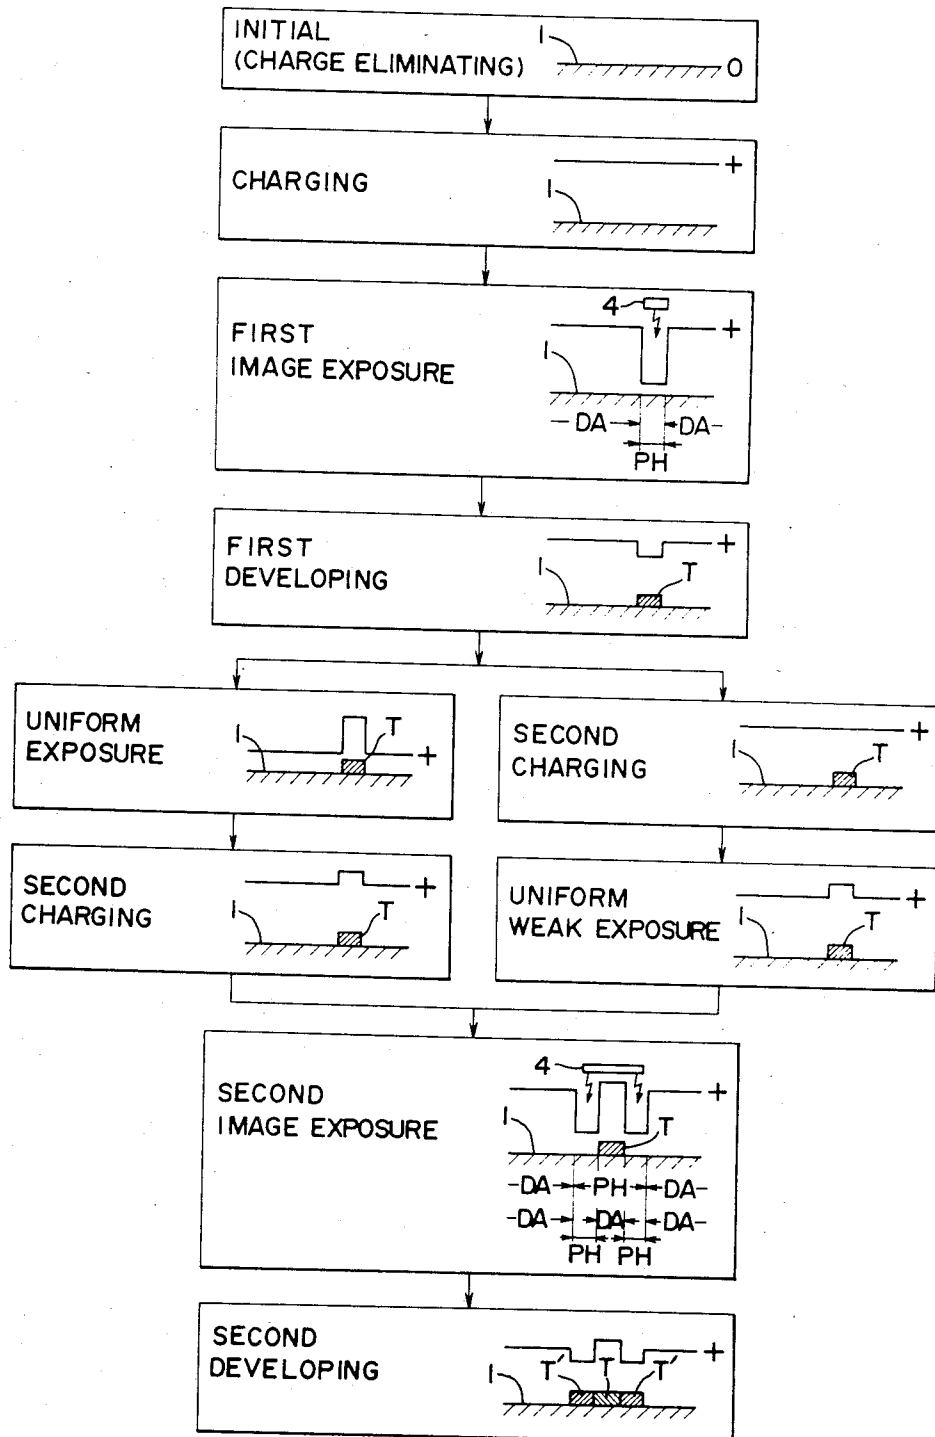 INITIAL
(CHARGE ELIMINATING)
1
0
CHARGING
1
+
FIRST
IMAGE EXPOSURE
4
+
1
-DA DA-
PH
FIRST
DEVELOPING
+
1
T
UNIFORM
EXPOSURE
1
T
+
SECOND
CHARGING
+
1
T
SECOND
CHARGING
+
1
T
UNIFORM
WEAK EXPOSURE
+
1
T
SECOND
IMAGE EXPOSURE
4
+
1
T
-DA PH DA-
-DA DA DA-
PH PH
SECOND
DEVELOPING
+
1
T' T T'